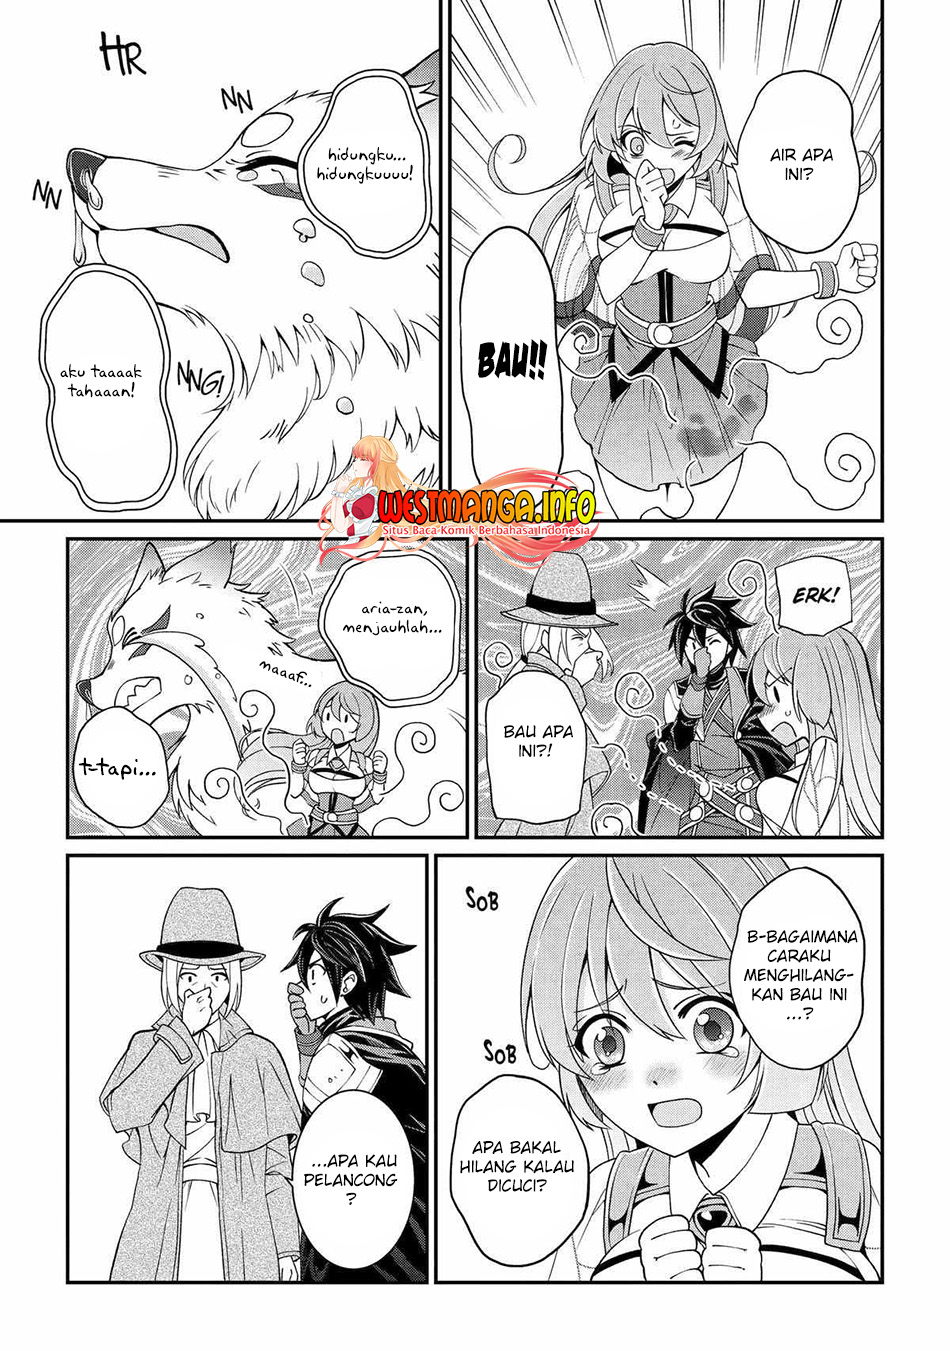 AIR APA
INI?
BAU!!
HR
NN
hidungku...
hidungkuuuu!
NN
NNG!
aku taaaak
tahaaan!
WESTMANGA.INFO
Situs Baca Komik Berbahasa Indonesia
aria-zan,
menjauhlah...
maaaf...
t-tapi...
ERK!
BAU APA
INI?!
...APA KAU
PELANCONG
?
SOB
B-BAGAIMANA
CARAKU
MENGHILANG-
KAN BAU INI
...?
SOB
APA BAKAL
HILANG KALAU
DICUCI?